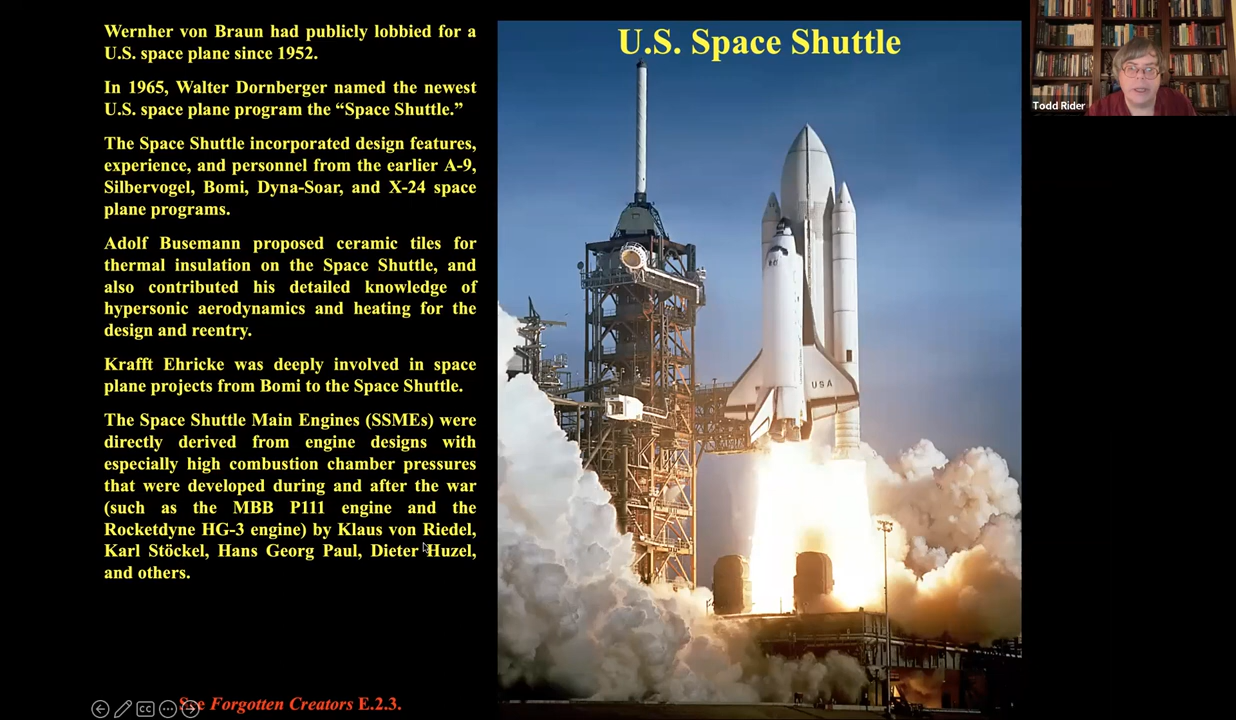 U.S. Space Shuttle
Wernher von Braun had publicly lobbied for a
U.S. space plane since 1952.
In 1965, Walter Dornberger named the newest
U.S. space plane program the “Space Shuttle.”
The Space Shuttle incorporated design features,
experience, and personnel from the earlier A-9,
Silbervogel, Bomi, Dyna-Soar, and X-24 space
plane programs.
Adolf Busemann proposed ceramic tiles for
thermal insulation on the Space Shuttle, and
also contributed his detailed knowledge of
hypersonic aerodynamics and heating for the
design and reentry.
Krafft Ehricke was deeply involved in space
plane projects from Bomi to the Space Shuttle.
The Space Shuttle Main Engines (SSMEs) were
directly derived from engine designs with
especially high combustion chamber pressures
that were developed during and after the war
(such as the MBB P111 engine and the
Rocketdyne HG-3 engine) by Klaus von Riedel,
Karl Stöckel, Hans Georg Paul, Dieter Huzel,
and others.
See Forgotten Creators E.2.3.
USA
Todd Rider
CC